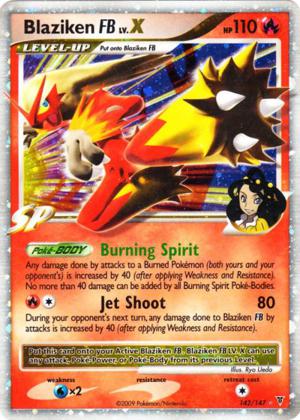 Blaziken FB LV.X HP 110
LEVEL-UP Put onto Blaziken FB
SP
Poké-BODY Burning Spirit
Any damage done by attacks to a Burned Pokémon (both yours and your
opponent's) is increased by 40 (after applying Weakness and Resistance).
No more than 40 damage can be added by all Burning Spirit Poké-Bodies.
Jet Shoot 80
During your opponent's next turn, any damage done to Blaziken FB by
attacks is increased by 40 (after applying Weakness and Resistance).
Put this card onto your Active Blaziken FB. Blaziken FB LV.X can use
any attack, Poké-Power, or Poké-Body from its previous Level.
Illus. Ryo Ueda
weakness resistance retreat cost
×2
©2009 Pokémon/Nintendo
142/147